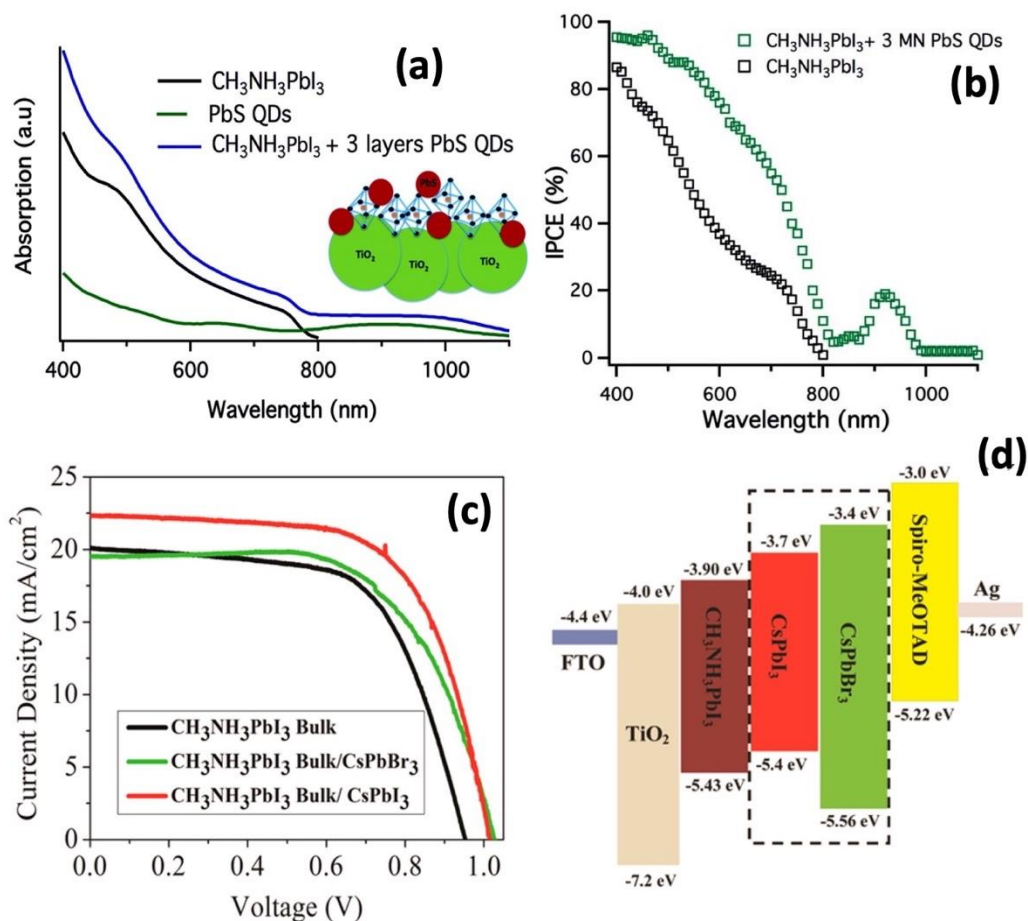 (a)
CH₃NH₃PbI₃
PbS QDs
CH₃NH₃PbI₃ + 3 layers PbS QDs
PbS
TiO₂
TiO₂
TiO₂
Absorption (a.u)
400
600
800
1000
Wavelength (nm)
(b)
CH₃NH₃PbI₃+ 3 MN PbS QDs
CH₃NH₃PbI₃
IPCE (%)
100
80
60
40
20
0
400
600
800
1000
Wavelength (nm)
(c)
Current Density (mA/cm²)
25
20
15
10
5
0
CH₃NH₃PbI₃ Bulk
CH₃NH₃PbI₃ Bulk/CsPbBr₃
CH₃NH₃PbI₃ Bulk/ CsPbI₃
0.0
0.2
0.4
0.6
0.8
1.0
Voltage (V)
(d)
-4.4 eV
FTO
-4.0 eV
TiO₂
-7.2 eV
-3.90 eV
CH₃NH₃PbI₃
-5.43 eV
-3.7 eV
CsPbI₃
-5.4 eV
-3.4 eV
CsPbBr₃
-5.56 eV
-3.0 eV
Spiro-MeOTAD
-5.22 eV
Ag
-4.26 eV